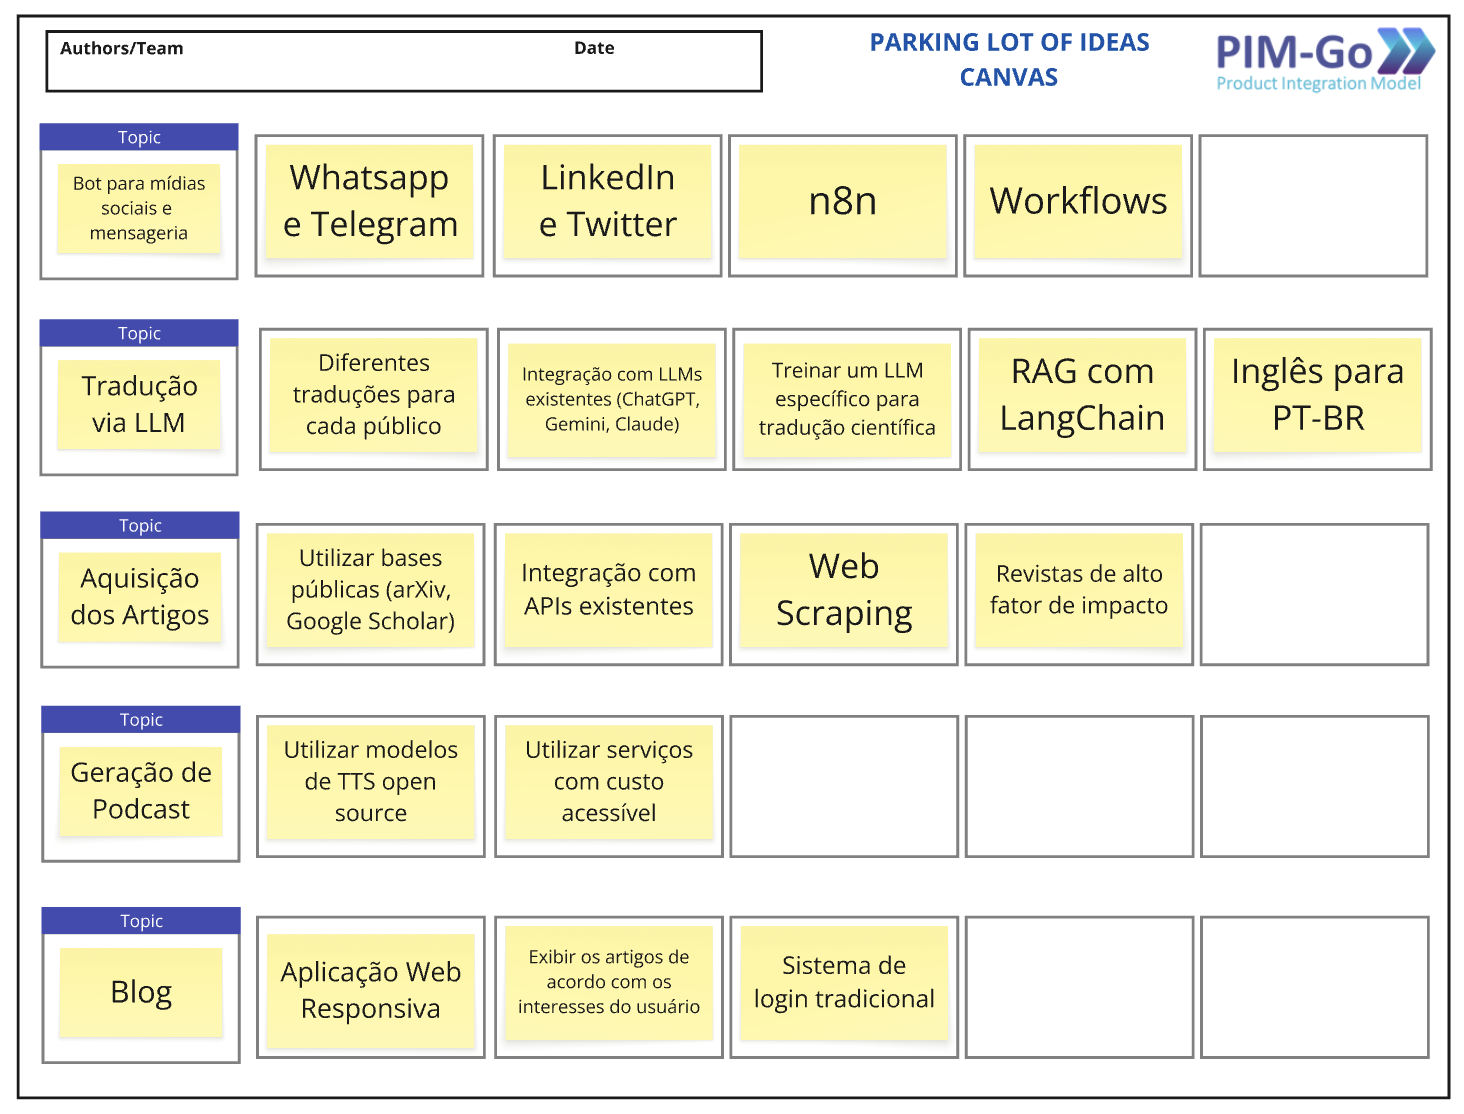 Authors/Team
Date
PARKING LOT OF IDEAS
CANVAS
PIM-Go
Product Integration Model
Topic
Bot para mídias
sociais e
mensageria
Whatsapp
e Telegram
LinkedIn
e Twitter
n8n
Workflows
Topic
Tradução
via LLM
Diferentes
traduções para
cada público
Integração com LLMs
existentes (ChatGPT,
Gemini, Claude)
Treinar um LLM
específico para
tradução científica
RAG com
LangChain
Inglês para
PT-BR
Topic
Aquisição
dos Artigos
Utilizar bases
públicas (arXiv,
Google Scholar)
Integração com
APIs existentes
Web
Scraping
Revistas de alto
fator de impacto
Topic
Geração de
Podcast
Utilizar modelos
de TTS open
source
Utilizar serviços
com custo
acessível
Topic
Blog
Aplicação Web
Responsiva
Exibir os artigos de
acordo com os
interesses do usuário
Sistema de
login tradicional